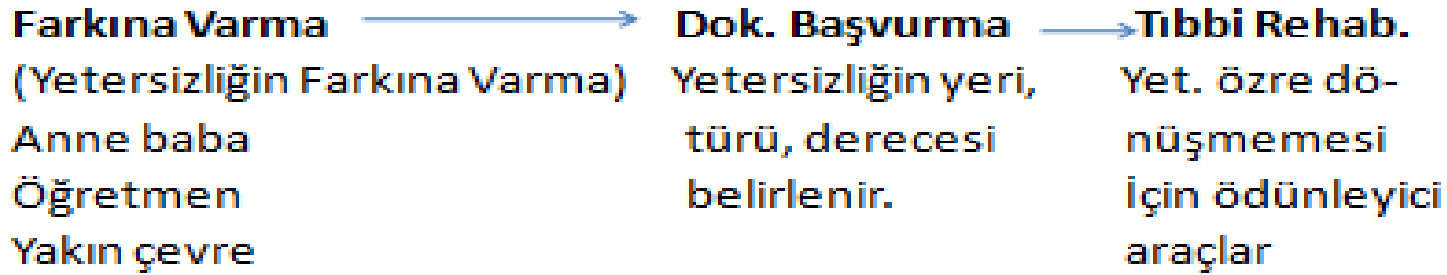 Farkına Varma Dok. Başvurma Tıbbi Rehab.
(Yetersizliğin Farkına Varma) Yetersizliğin yeri, Yet. özre dö-
Anne baba türü, derecesi nüşmemesi
Öğretmen belirlenir. İçin ödünleyici
Yakın çevre araçlar